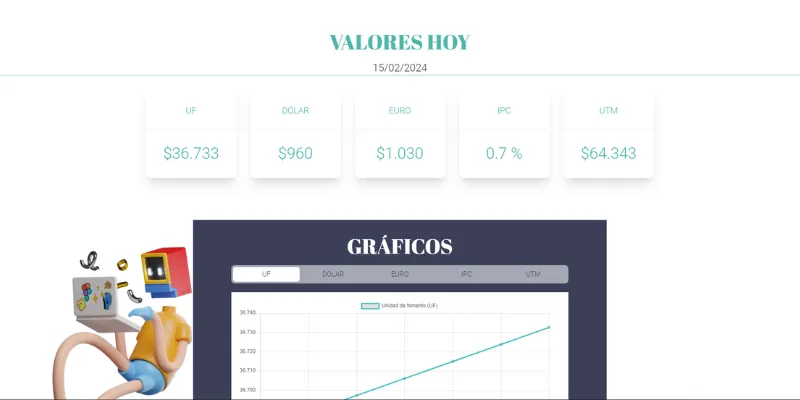 VALORES HOY
15/02/2024
UF DÓLAR EURO IPC UTM
$36.733 $960 $1.030 0.7 % $64.343
GRÁFICOS
UF DÓLAR EURO IPC UTM
Unidad de fomento (UF)
36.740
36.730
36.720
36.710
36.700